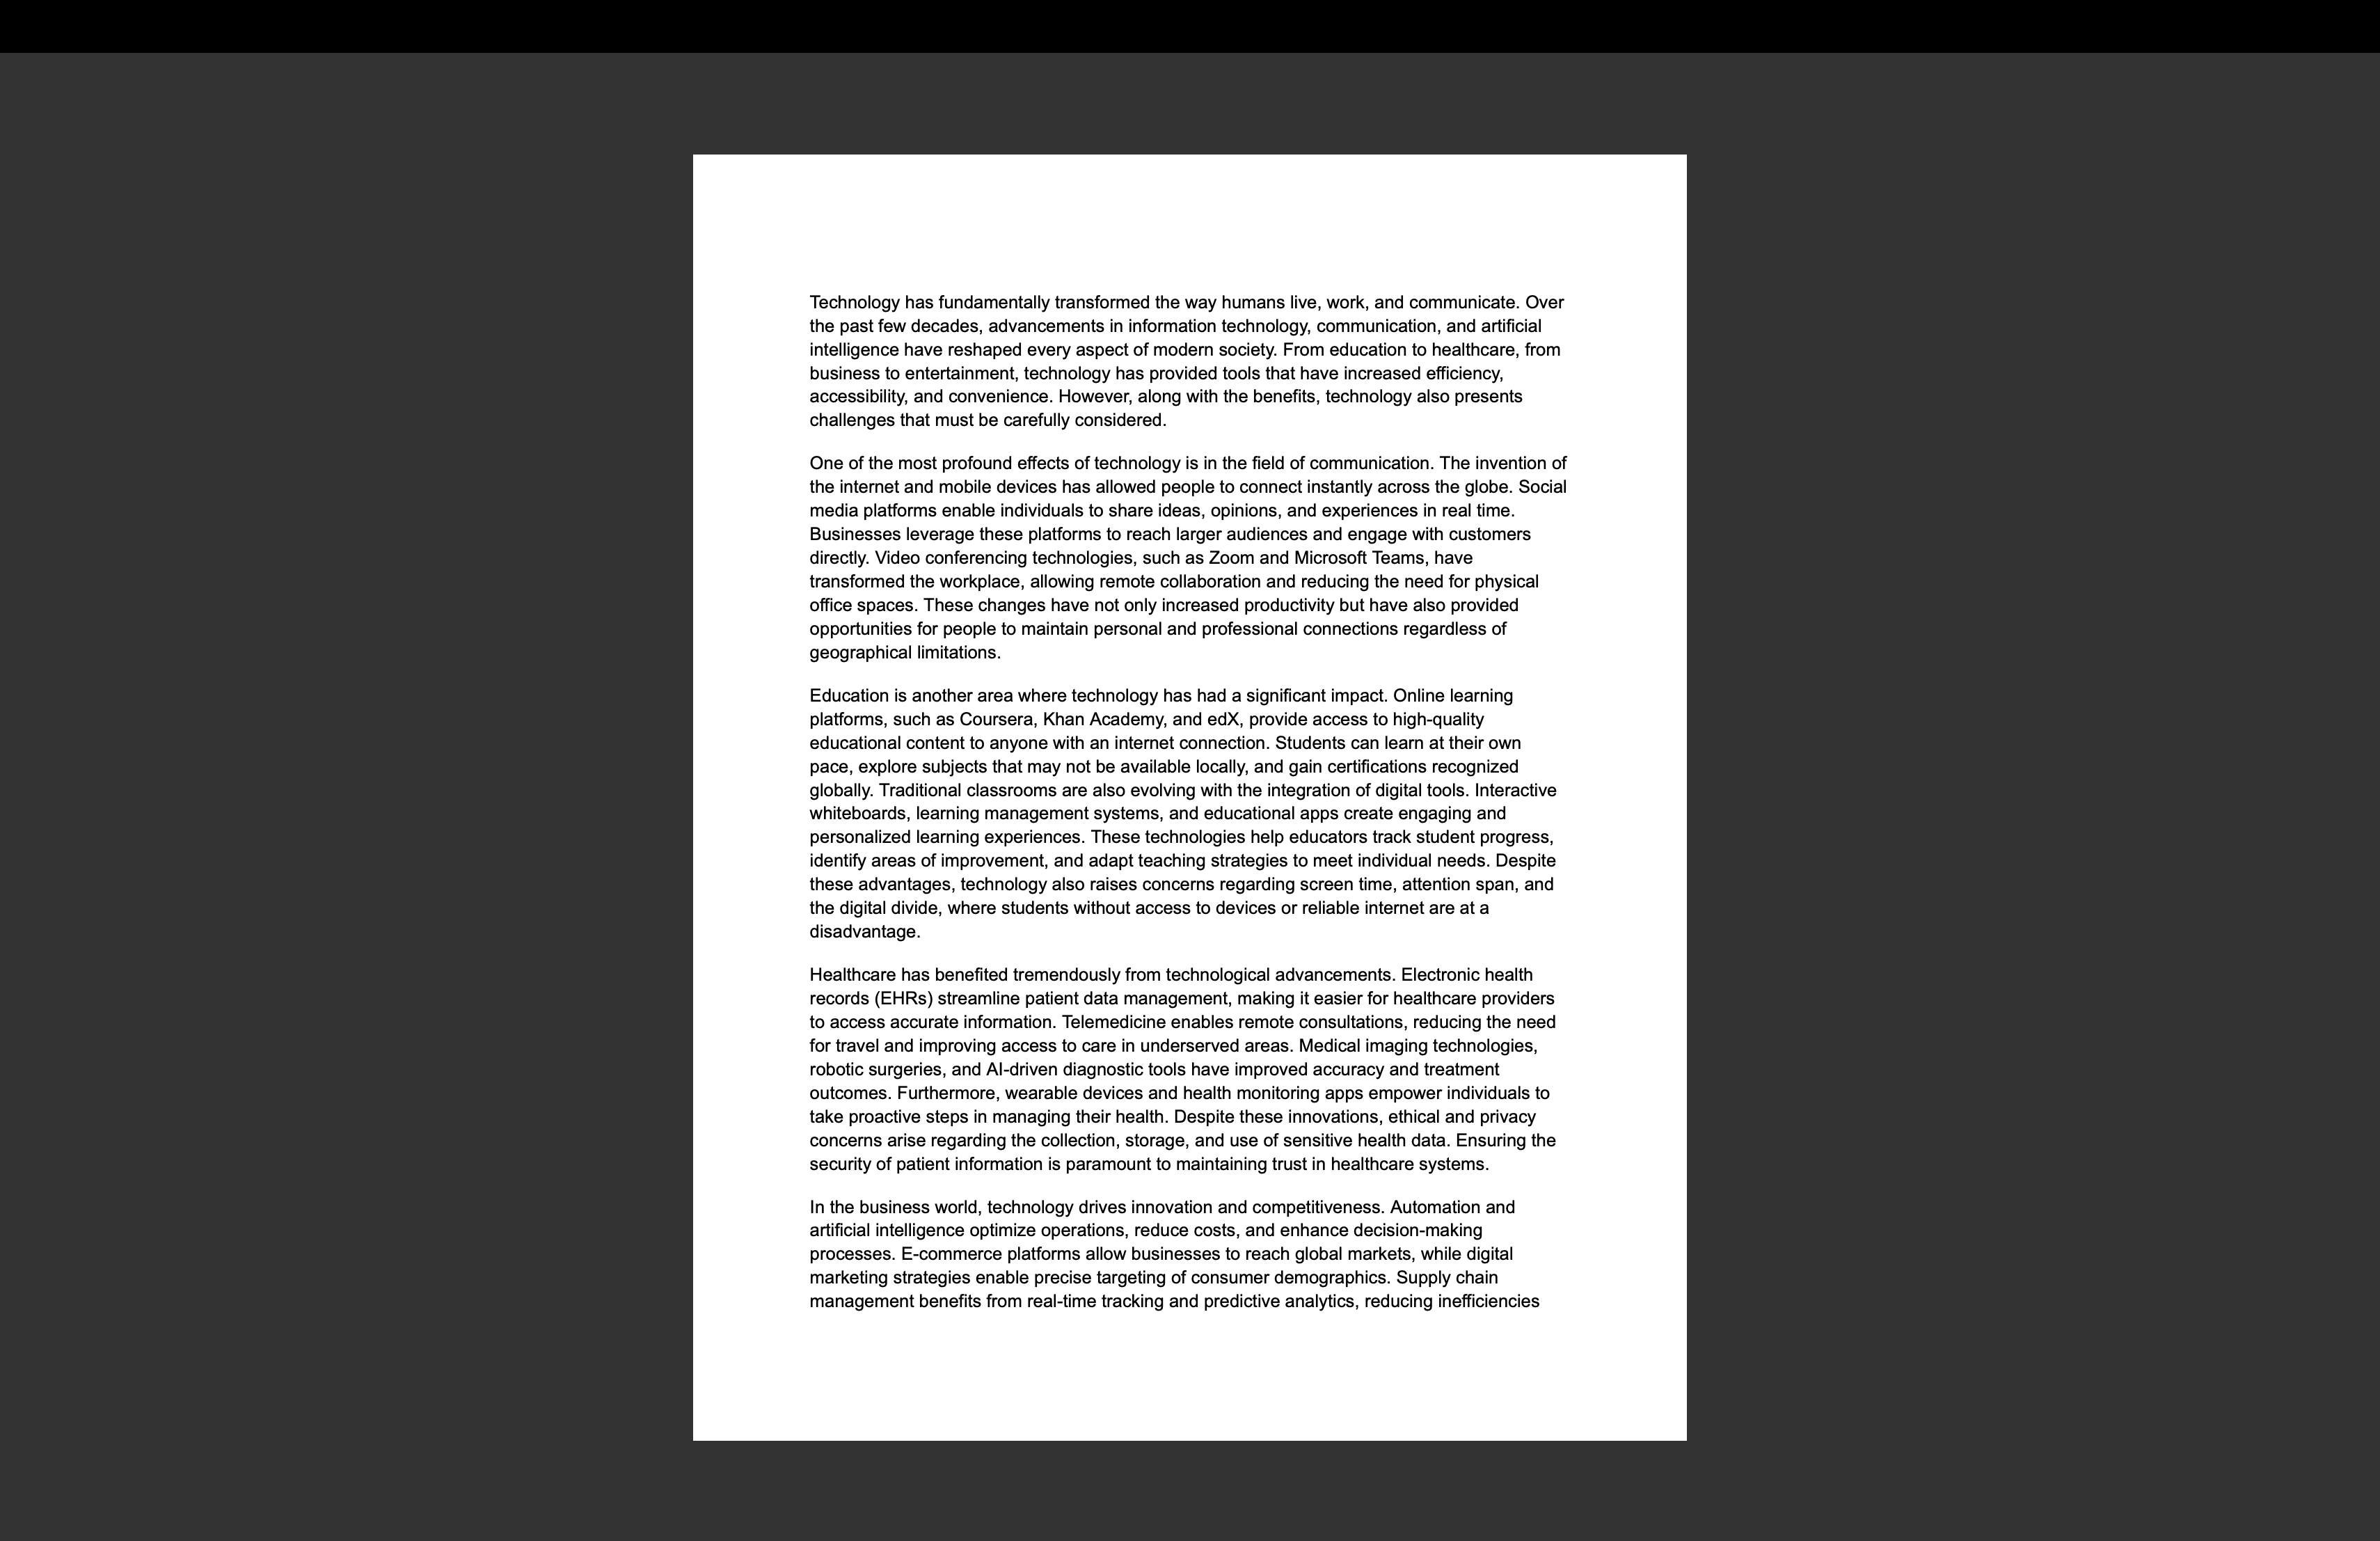 Technology has fundamentally transformed the way humans live, work, and communicate. Over
the past few decades, advancements in information technology, communication, and artificial
intelligence have reshaped every aspect of modern society. From education to healthcare, from
business to entertainment, technology has provided tools that have increased efficiency,
accessibility, and convenience. However, along with the benefits, technology also presents
challenges that must be carefully considered.
One of the most profound effects of technology is in the field of communication. The invention of
the internet and mobile devices has allowed people to connect instantly across the globe. Social
media platforms enable individuals to share ideas, opinions, and experiences in real time.
Businesses leverage these platforms to reach larger audiences and engage with customers
directly. Video conferencing technologies, such as Zoom and Microsoft Teams, have
transformed the workplace, allowing remote collaboration and reducing the need for physical
office spaces. These changes have not only increased productivity but have also provided
opportunities for people to maintain personal and professional connections regardless of
geographical limitations.
Education is another area where technology has had a significant impact. Online learning
platforms, such as Coursera, Khan Academy, and edX, provide access to high-quality
educational content to anyone with an internet connection. Students can learn at their own
pace, explore subjects that may not be available locally, and gain certifications recognized
globally. Traditional classrooms are also evolving with the integration of digital tools. Interactive
whiteboards, learning management systems, and educational apps create engaging and
personalized learning experiences. These technologies help educators track student progress,
identify areas of improvement, and adapt teaching strategies to meet individual needs. Despite
these advantages, technology also raises concerns regarding screen time, attention span, and
the digital divide, where students without access to devices or reliable internet are at a
disadvantage.
Healthcare has benefited tremendously from technological advancements. Electronic health
records (EHRs) streamline patient data management, making it easier for healthcare providers
to access accurate information. Telemedicine enables remote consultations, reducing the need
for travel and improving access to care in underserved areas. Medical imaging technologies,
robotic surgeries, and AI-driven diagnostic tools have improved accuracy and treatment
outcomes. Furthermore, wearable devices and health monitoring apps empower individuals to
take proactive steps in managing their health. Despite these innovations, ethical and privacy
concerns arise regarding the collection, storage, and use of sensitive health data. Ensuring the
security of patient information is paramount to maintaining trust in healthcare systems.
In the business world, technology drives innovation and competitiveness. Automation and
artificial intelligence optimize operations, reduce costs, and enhance decision-making
processes. E-commerce platforms allow businesses to reach global markets, while digital
marketing strategies enable precise targeting of consumer demographics. Supply chain
management benefits from real-time tracking and predictive analytics, reducing inefficiencies